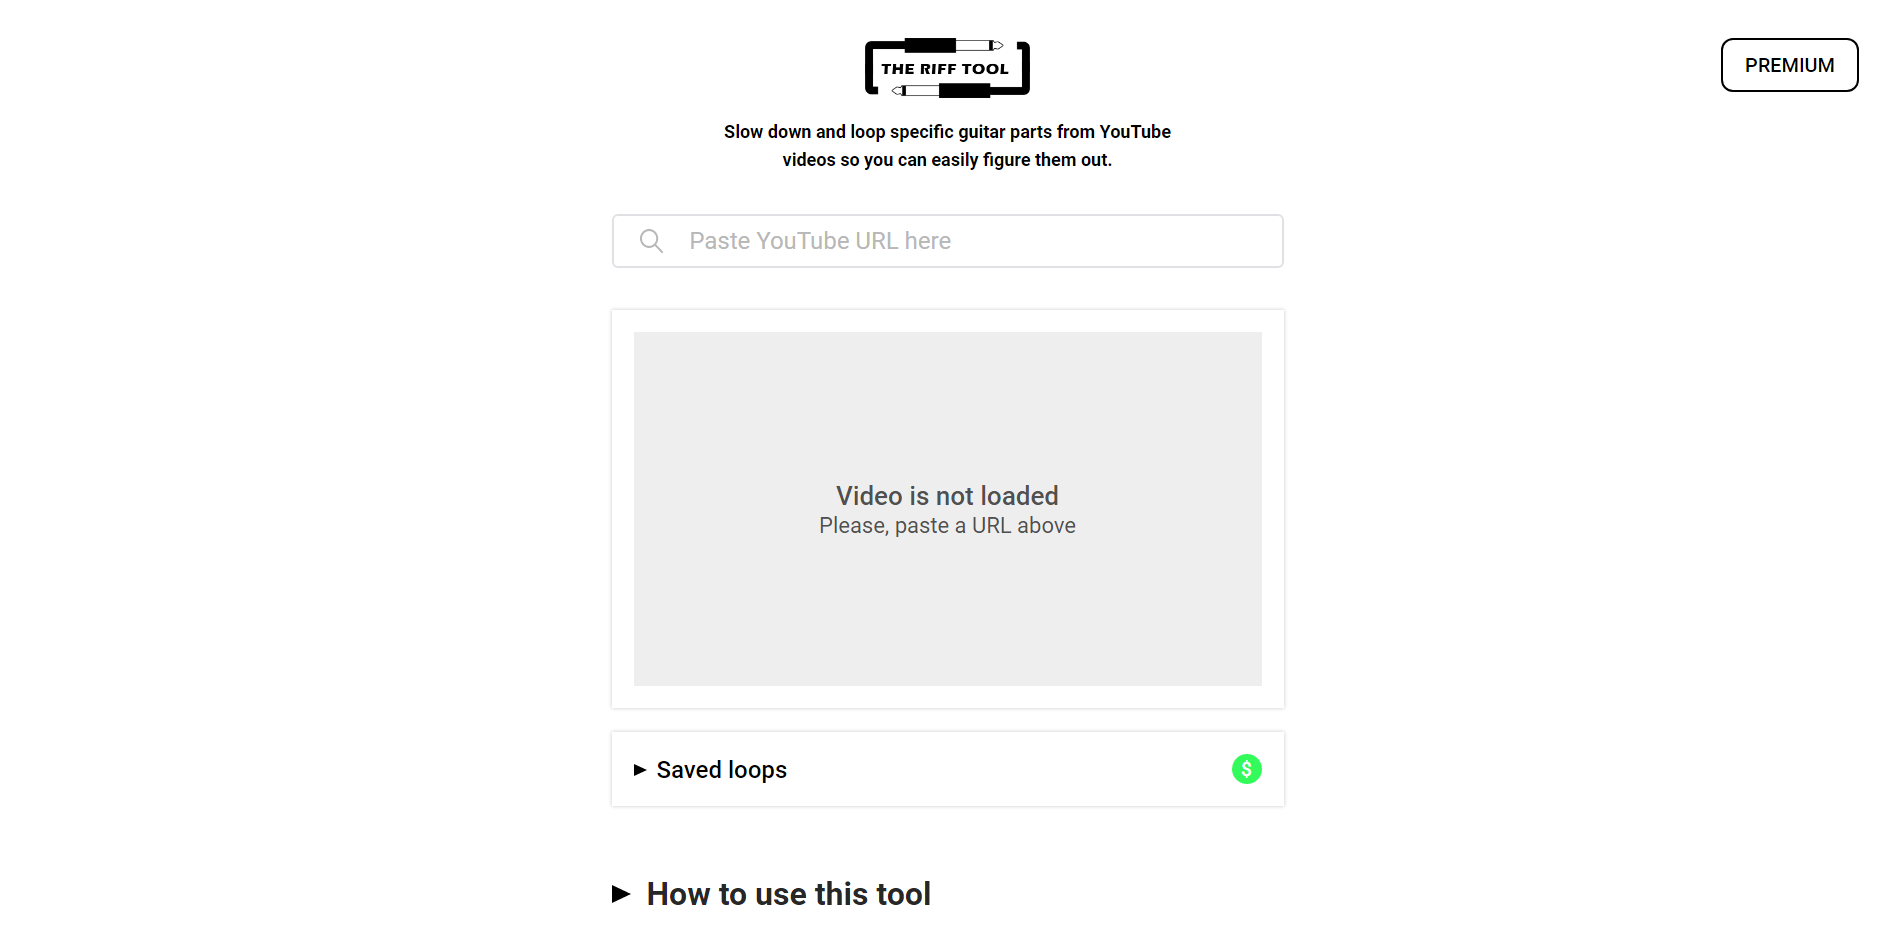 THE RIFF TOOL
PREMIUM
Slow down and loop specific guitar parts from YouTube
videos so you can easily figure them out.
Paste YouTube URL here
Video is not loaded
Please, paste a URL above
Saved loops
$
How to use this tool